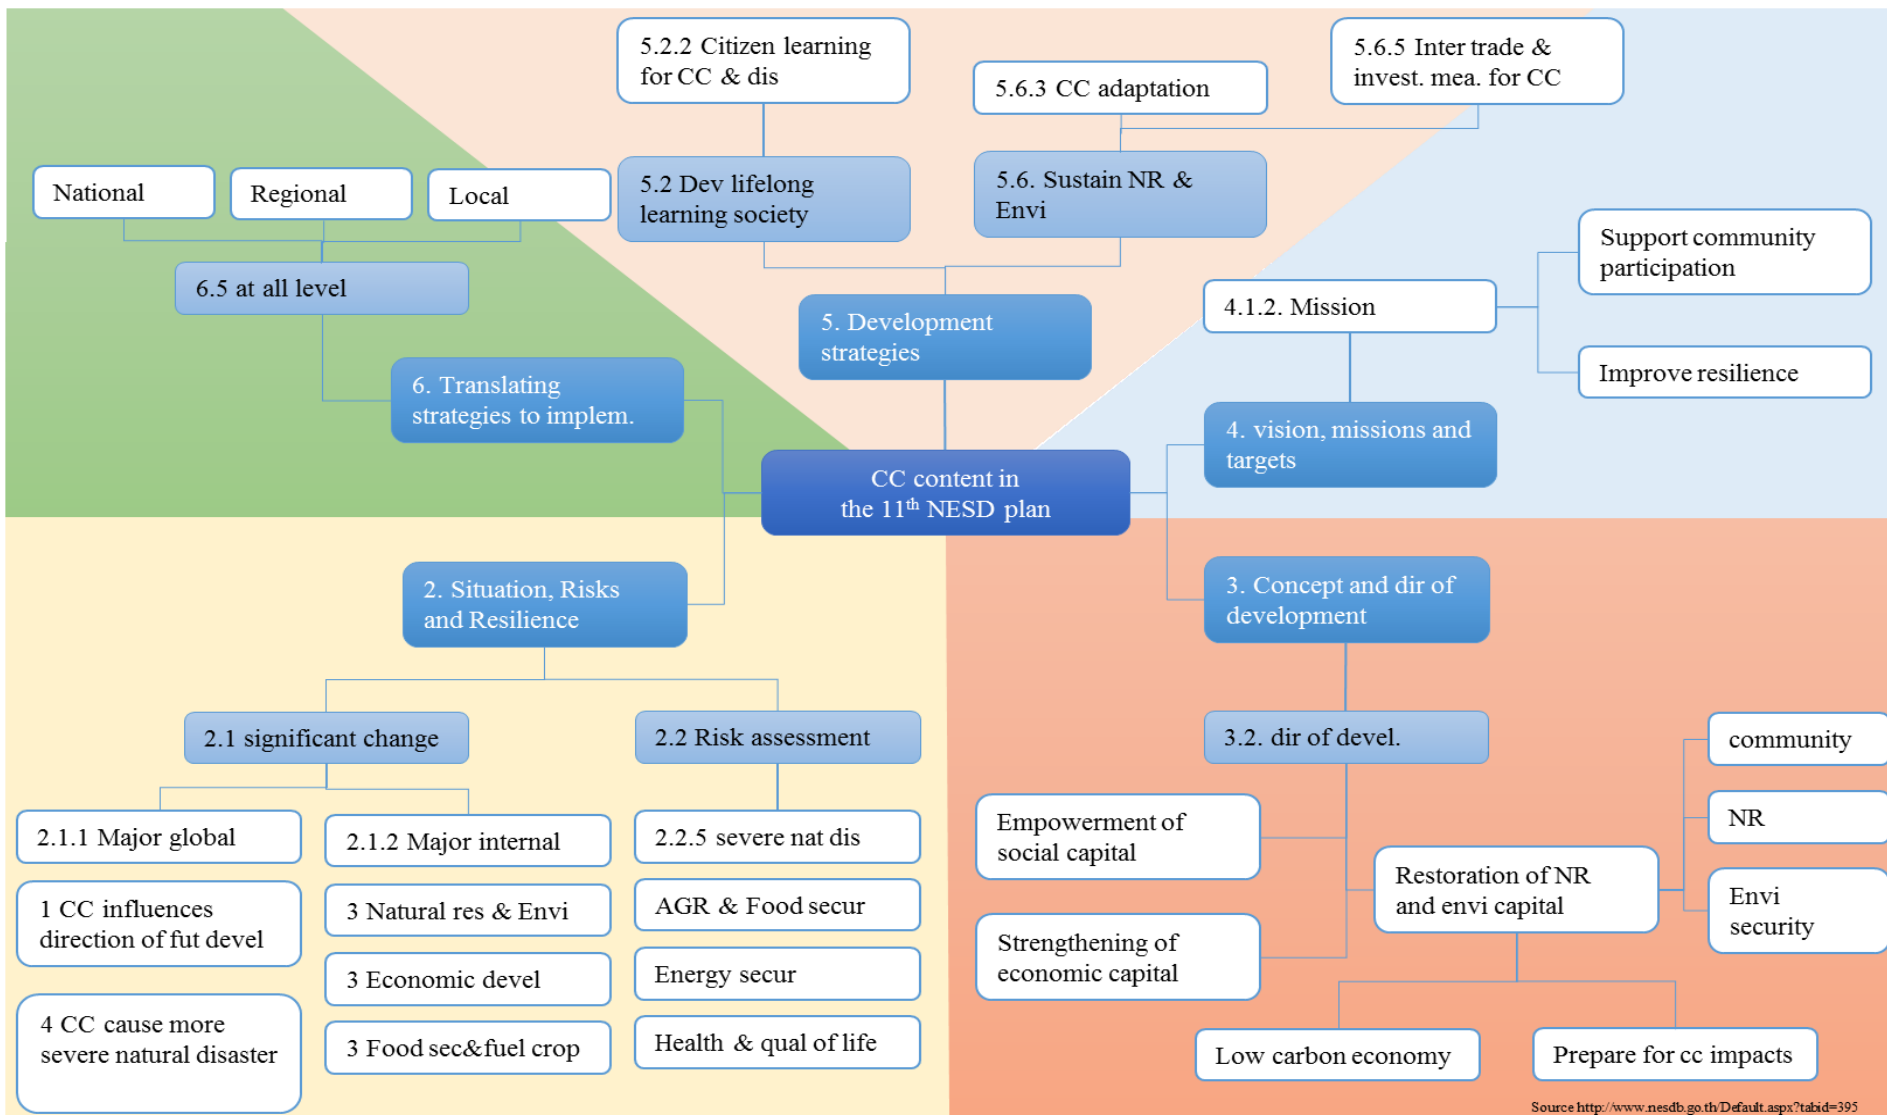 5.2.2 Citizen learning
for CC & dis
5.6.3 CC adaptation
5.6.5 Inter trade &
invest. mea. for CC
National
Regional
Local
5.2 Dev lifelong
learning society
5.6. Sustain NR &
Envi
6.5 at all level
5. Development
strategies
4.1.2. Mission
Support community
participation
Improve resilience
6. Translating
strategies to implem.
4. vision, missions and
targets
CC content in
the 11th NESD plan
2. Situation, Risks
and Resilience
3. Concept and dir of
development
2.1 significant change
2.2 Risk assessment
3.2. dir of devel.
2.1.1 Major global
1 CC influences
direction of fut devel
4 CC cause more
severe natural disaster
2.1.2 Major internal
3 Natural res & Envi
3 Economic devel
3 Food sec&fuel crop
2.2.5 severe nat dis
AGR & Food secur
Energy secur
Health & qual of life
Empowerment of
social capital
Strengthening of
economic capital
Restoration of NR
and envi capital
community
NR
Envi
security
Low carbon economy
Prepare for cc impacts
Source http://www.nesdb.go.th/Default.aspx?tabid=395